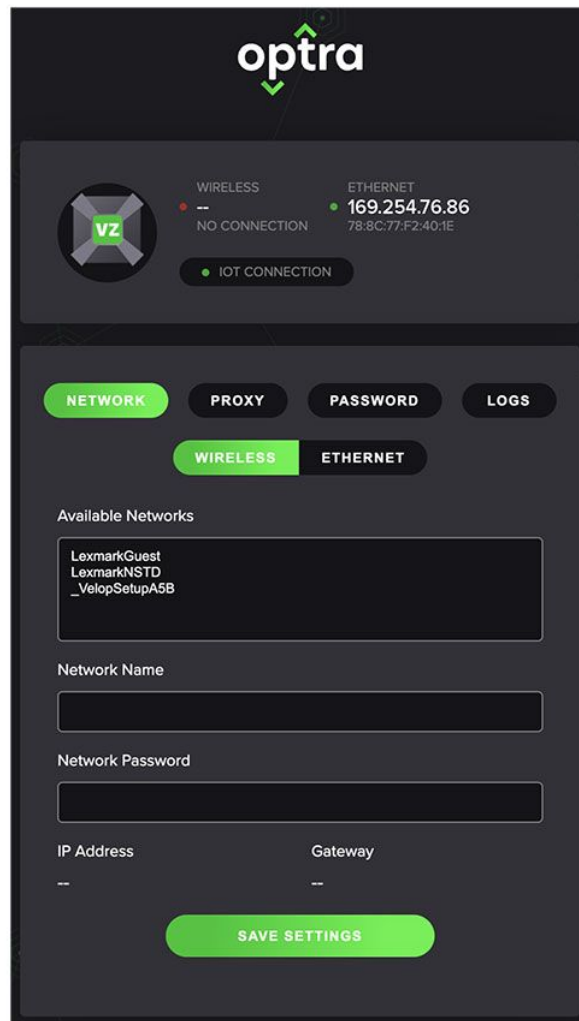 optra
WIRELESS
--
NO CONNECTION
ETHERNET
169.254.76.86
78:8C:77:F2:40:1E
VZ
IOT CONNECTION
NETWORK PROXY PASSWORD LOGS
WIRELESS ETHERNET
Available Networks
LexmarkGuest
LexmarkNSTD
_VelopSetupA5B
Network Name
Network Password
IP Address Gateway
-- --
SAVE SETTINGS